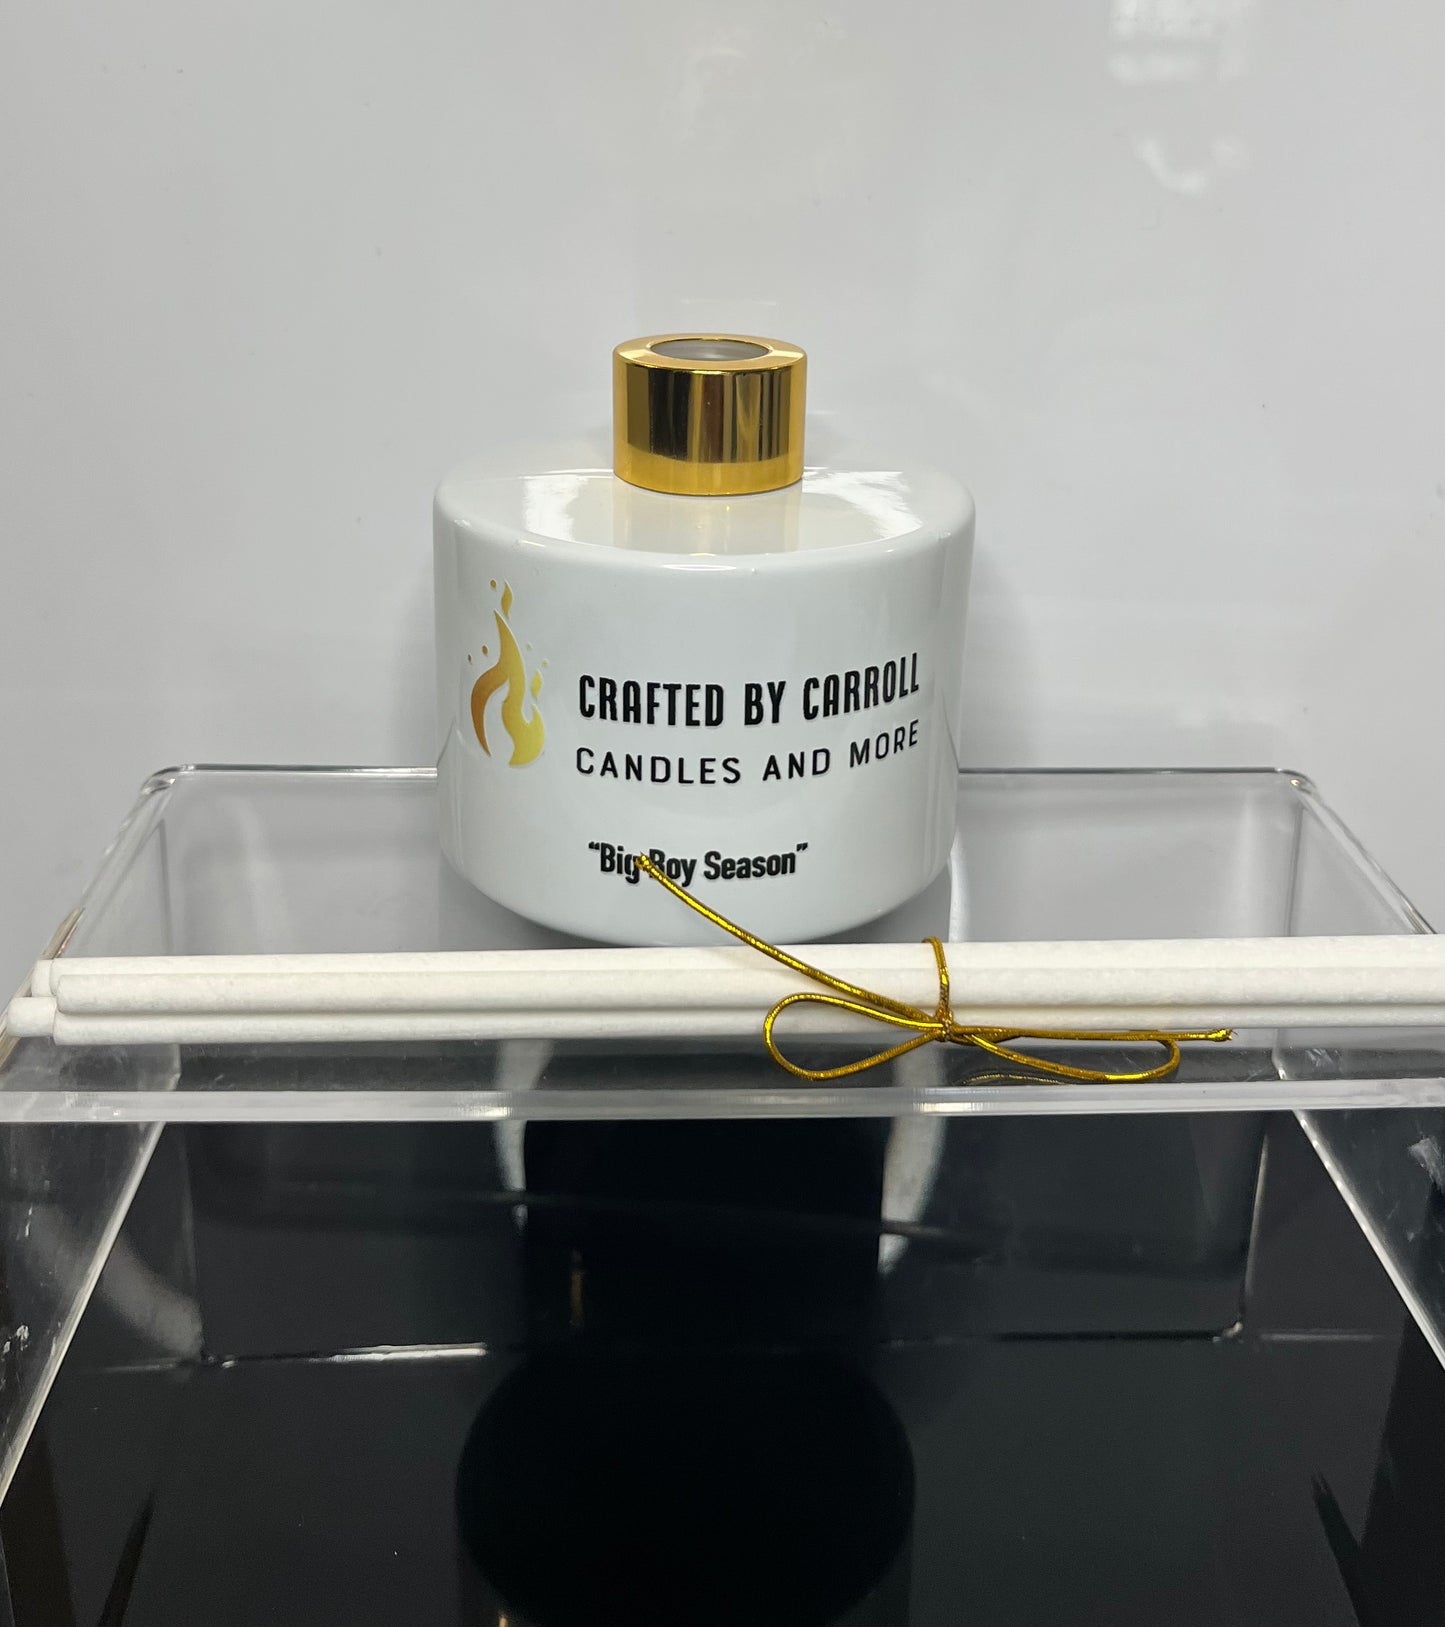 CRAFTED BY CARROLL
CANDLES AND MORE
“Big Boy Season”